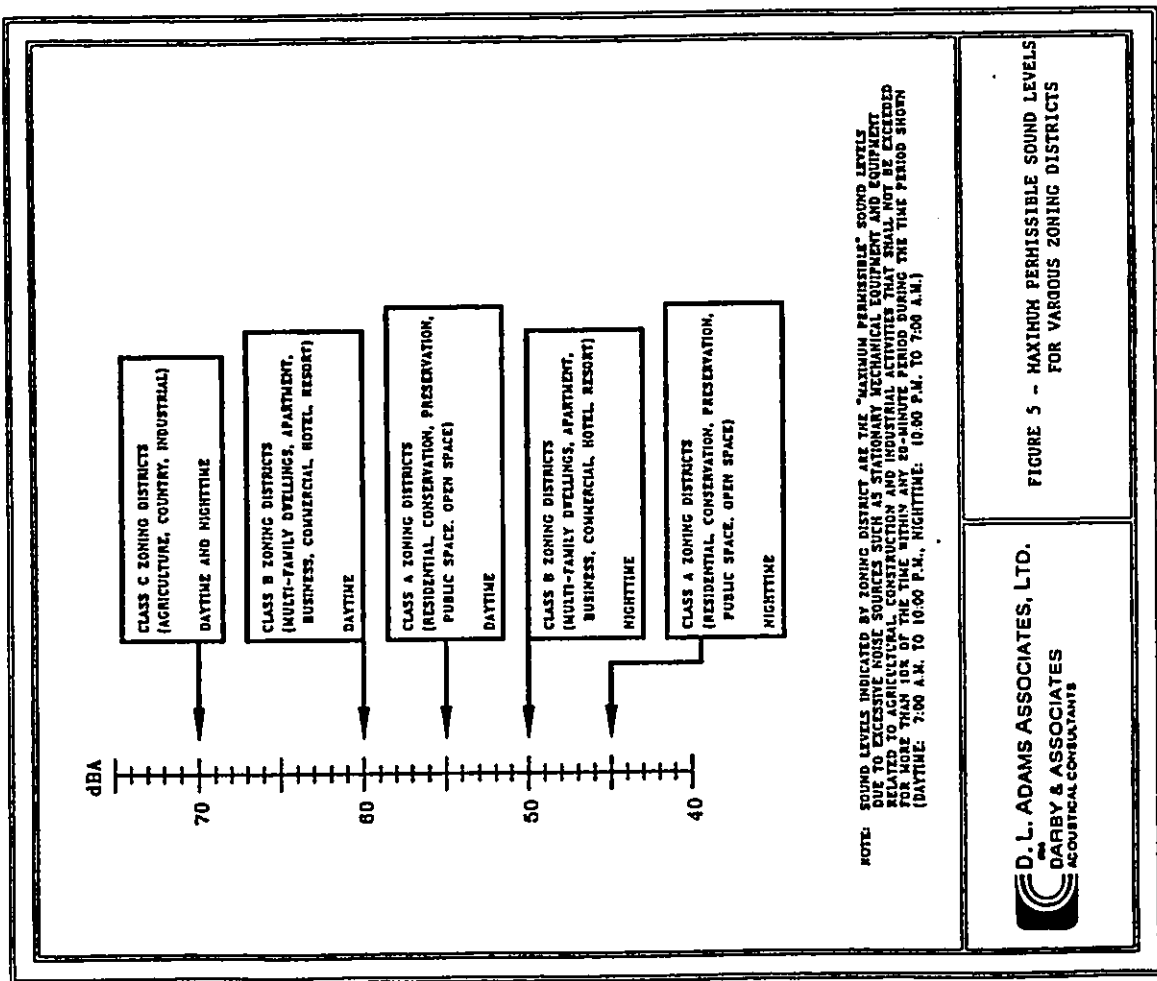 dBA
70
60
50
40
CLASS C ZONING DISTRICTS
(AGRICULTURE, COUNTRY, INDUSTRIAL)
DAYTIME AND NIGHTTIME
CLASS B ZONING DISTRICTS
(MULTI-FAMILY DWELLINGS, APARTMENT,
BUSINESS, COMMERCIAL, HOTEL, RESORT)
DAYTIME
CLASS A ZONING DISTRICTS
(RESIDENTIAL, CONSERVATION, PRESERVATION,
PUBLIC SPACE, OPEN SPACE)
DAYTIME
CLASS B ZONING DISTRICTS
(MULTI-FAMILY DWELLINGS, APARTMENT,
BUSINESS, COMMERCIAL, HOTEL, RESORT)
NIGHTTIME
CLASS A ZONING DISTRICTS
(RESIDENTIAL, CONSERVATION, PRESERVATION,
PUBLIC SPACE, OPEN SPACE)
NIGHTTIME
NOTE: SOUND LEVELS INDICATED BY ZONING DISTRICT ARE THE "MAXIMUM PERMISSIBLE" SOUND LEVELS
DUE TO EXCESSIVE NOISE SOURCES SUCH AS STATIONARY MECHANICAL EQUIPMENT AND EQUIPMENT
RELATED TO AGRICULTURAL, CONSTRUCTION AND INDUSTRIAL ACTIVITIES THAT SHALL NOT BE EXCEEDED
FOR MORE THAN 10% OF THE TIME WITHIN ANY 20-MINUTE PERIOD DURING THE TIME PERIOD SHOWN
(DAYTIME: 7:00 A.M. TO 10:00 P.M., NIGHTTIME: 10:00 P.M. TO 7:00 A.M.)
D. L. ADAMS ASSOCIATES, LTD.
DARBY & ASSOCIATES
ACOUSTICAL CONSULTANTS
FIGURE 5 - MAXIMUM PERMISSIBLE SOUND LEVELS
FOR VARQOUS ZONING DISTRICTS